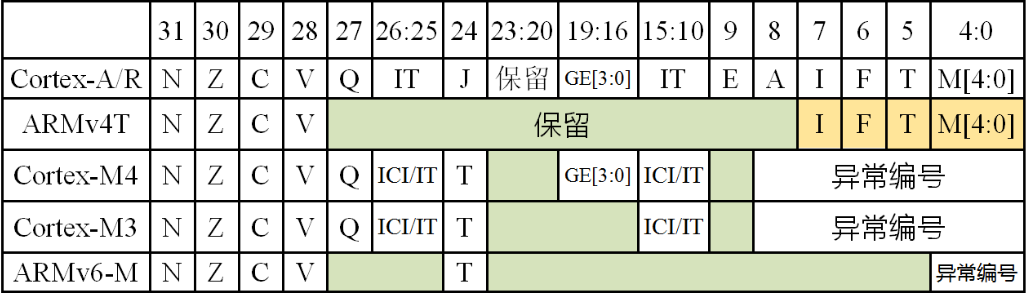 31 30 29 28 27 26:25 24 23:20 19:16 15:10 9 8 7 6 5 4:0
Cortex-A/R N Z C V Q IT J 保留 GE[3:0] IT E A I F T M[4:0]
ARMv4T N Z C V 保留 I F T M[4:0]
Cortex-M4 N Z C V Q ICI/IT T GE[3:0] ICI/IT 异常编号
Cortex-M3 N Z C V Q ICI/IT T ICI/IT 异常编号
ARMv6-M N Z C V T 异常编号